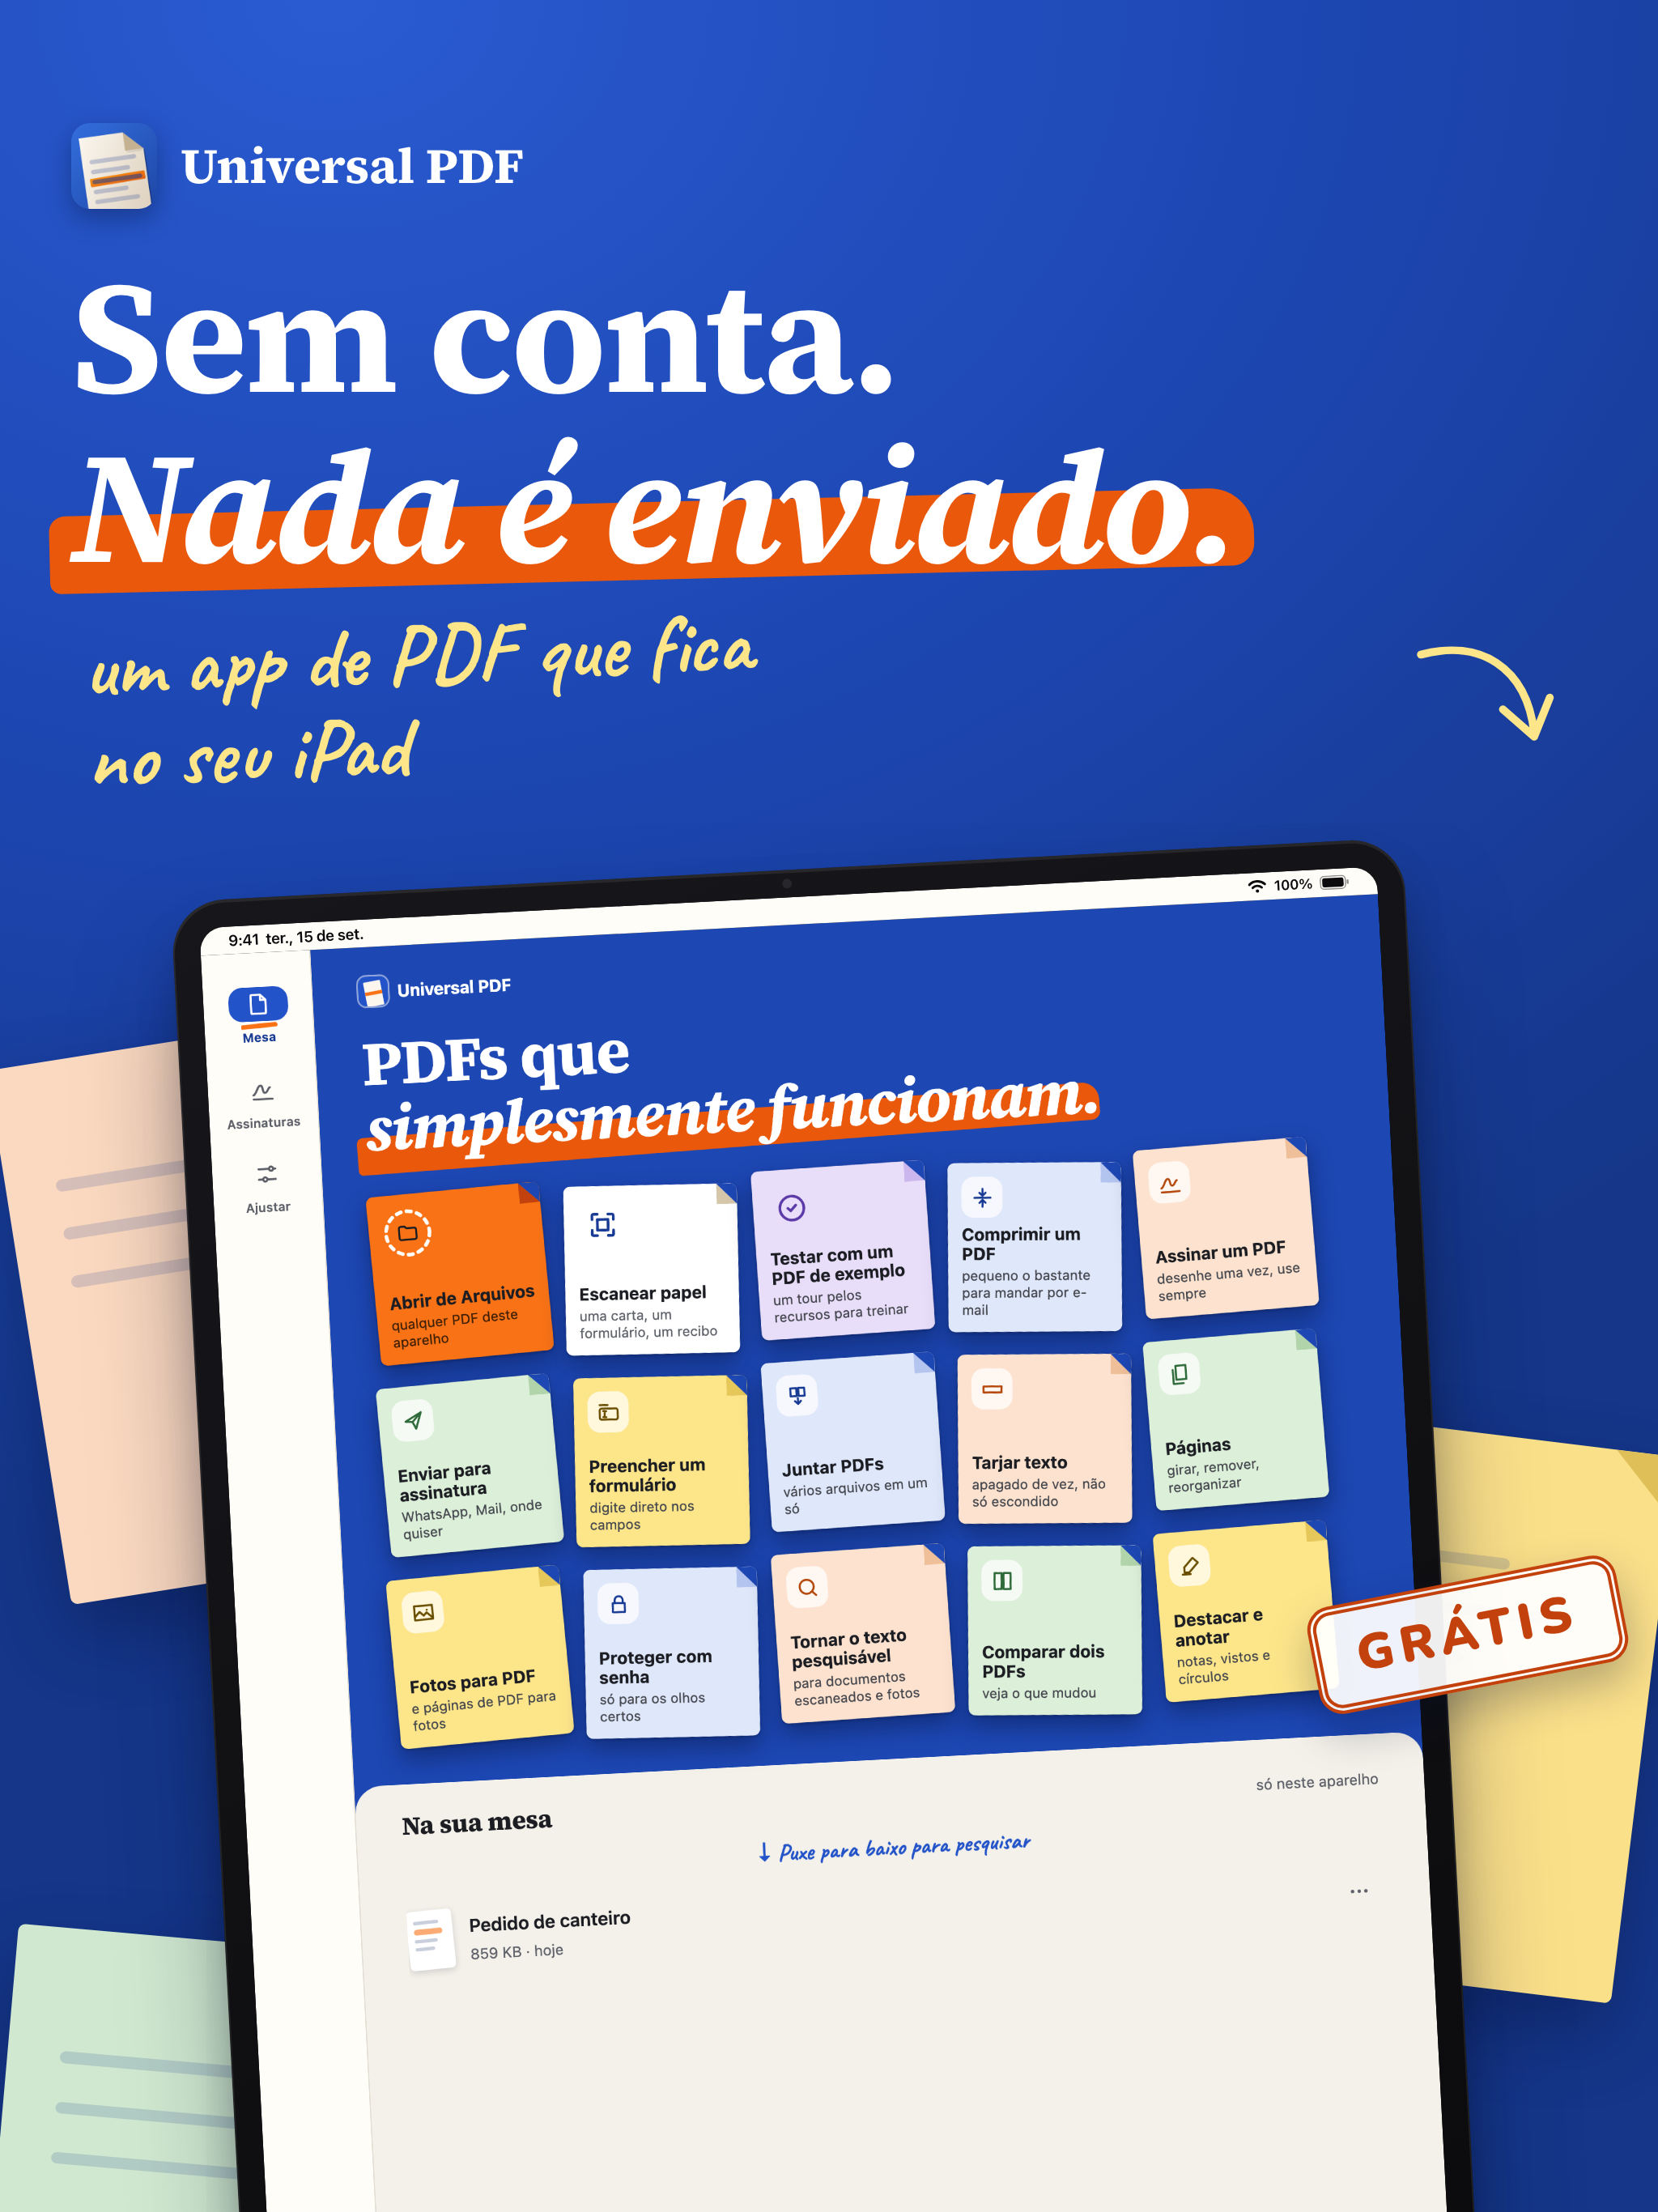 Universal PDF
Sem conta.
Nada é enviado.
um app de PDF que fica
no seu iPad
9:41 ter., 15 de set.
100%
Mesa
Assinaturas
Ajustar
Universal PDF
PDFs que
simplesmente funcionam.
Abrir de Arquivos
qualquer PDF deste
aparelho
Escanear papel
uma carta, um
formulário, um recibo
Testar com um
PDF de exemplo
um tour pelos
recursos para treinar
Comprimir um
PDF
pequeno o bastante
para mandar por e-
mail
Assinar um PDF
desenhe uma vez, use
sempre
Enviar para
assinatura
WhatsApp, Mail, onde
quiser
Preencher um
formulário
digite direto nos
campos
Juntar PDFs
vários arquivos em um
só
Tarjar texto
apagado de vez, não
só escondido
Páginas
girar, remover,
reorganizar
Fotos para PDF
e páginas de PDF para
fotos
Proteger com
senha
só para os olhos
certos
Tornar o texto
pesquisável
para documentos
escaneados e fotos
Comparar dois
PDFs
veja o que mudou
Destacar e
anotar
notas, vistos e
círculos
GRÁTIS
Na sua mesa
só neste aparelho
↓ Puxe para baixo para pesquisar
Pedido de canteiro
859 KB · hoje